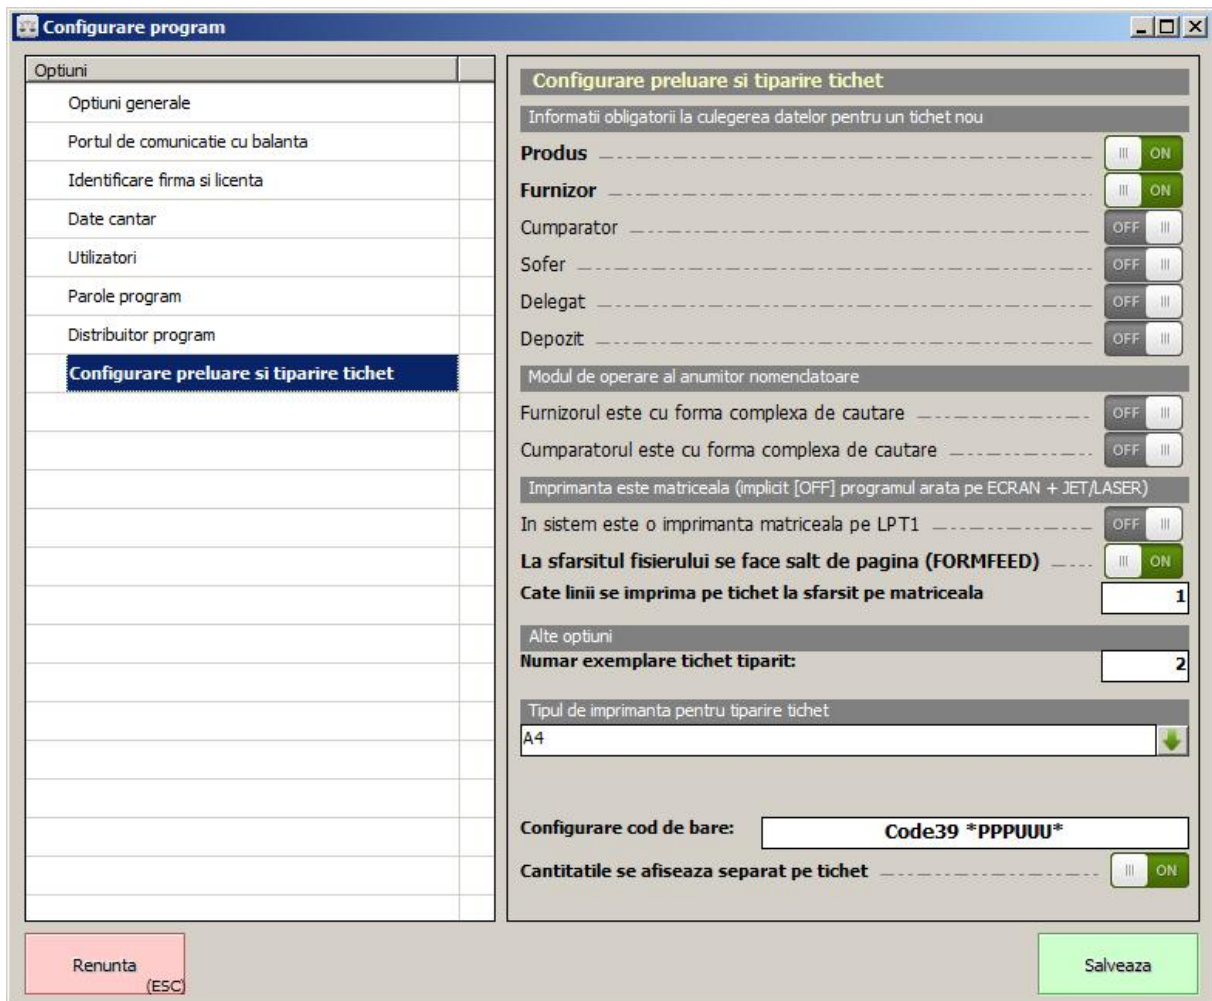 Configurare program
Optiuni
Optiuni generale
Portul de comunicatie cu balanta
Identificare firma si licenta
Date cantar
Utilizatori
Parole program
Distribuitor program
Configurare preluare si tiparire tichet
Configurare preluare si tiparire tichet
Informatii obligatorii la culegerea datelor pentru un tichet nou
Produs ON
Furnizor ON
Cumparator OFF
Sofer OFF
Delegat OFF
Depozit OFF
Modul de operare al anumitor nomenclatoare
Furnizorul este cu forma complexa de cautare OFF
Cumparatorul este cu forma complexa de cautare OFF
Imprimanta este matriceala (implicit [OFF] programul arata pe ECRAN + JET/LASER)
In sistem este o imprimanta matriceala pe LPT1 OFF
La sfarsitul fisierului se face salt de pagina (FORMFEED) ON
Cate linii se imprima pe tichet la sfarsit pe matriceala 1
Alte optiuni
Numar exemplare tichet tiparit: 2
Tipul de imprimanta pentru tiparire tichet
A4
Configurare cod de bare: Code39 *PPPUUU*
Cantitatile se afiseaza separat pe tichet ON
Renunta
(ESC)
Salveaza